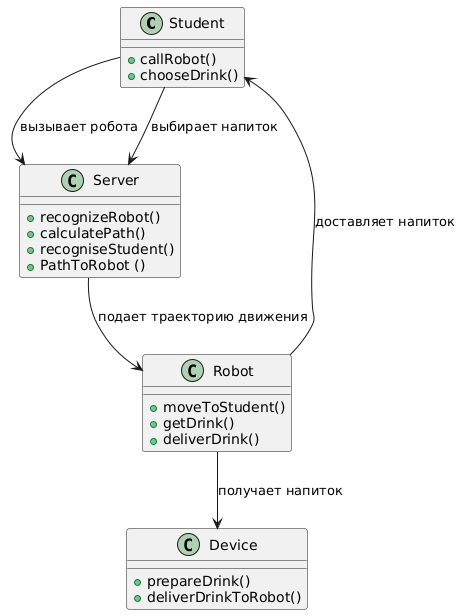 C Student
callRobot()
chooseDrink()
вызывает робота
выбирает напиток
C Server
recognizeRobot()
calculatePath()
recogniseStudent()
PathToRobot ()
доставляет напиток
подает траекторию движения
C Robot
moveToStudent()
getDrink()
deliverDrink()
получает напиток
C Device
prepareDrink()
deliverDrinkToRobot()